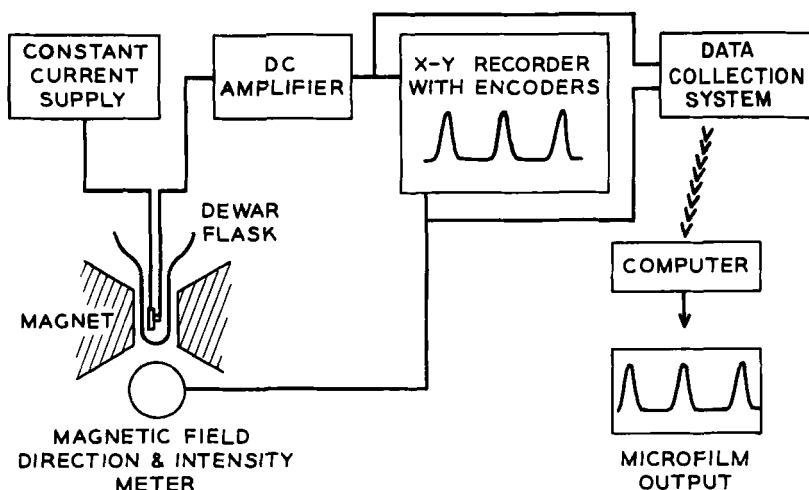 CONSTANT
CURRENT
SUPPLY
DC
AMPLIFIER
X-Y RECORDER
WITH ENCODERS
DATA
COLLECTION
SYSTEM
DEWAR
FLASK
MAGNET
COMPUTER
MAGNETIC FIELD
DIRECTION & INTENSITY
METER
MICROFILM
OUTPUT